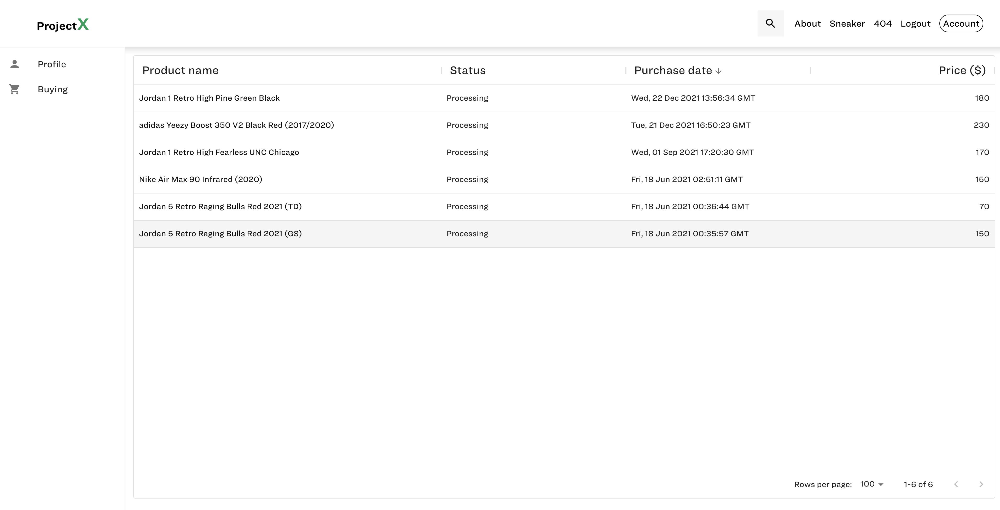 ProjectX
About Sneaker 404 Logout Account
Profile
Buying
Product name Status Purchase date Price ($)
Jordan 1 Retro High Pine Green Black Processing Wed, 22 Dec 2021 13:56:34 GMT 180
adidas Yeezy Boost 350 V2 Black Red (2017/2020) Processing Tue, 21 Dec 2021 16:50:23 GMT 230
Jordan 1 Retro High Fearless UNC Chicago Processing Wed, 01 Sep 2021 17:20:30 GMT 170
Nike Air Max 90 Infrared (2020) Processing Fri, 18 Jun 2021 02:51:11 GMT 150
Jordan 5 Retro Raging Bulls Red 2021 (TD) Processing Fri, 18 Jun 2021 00:36:44 GMT 70
Jordan 5 Retro Raging Bulls Red 2021 (GS) Processing Fri, 18 Jun 2021 00:35:57 GMT 150
Rows per page: 100 1-6 of 6